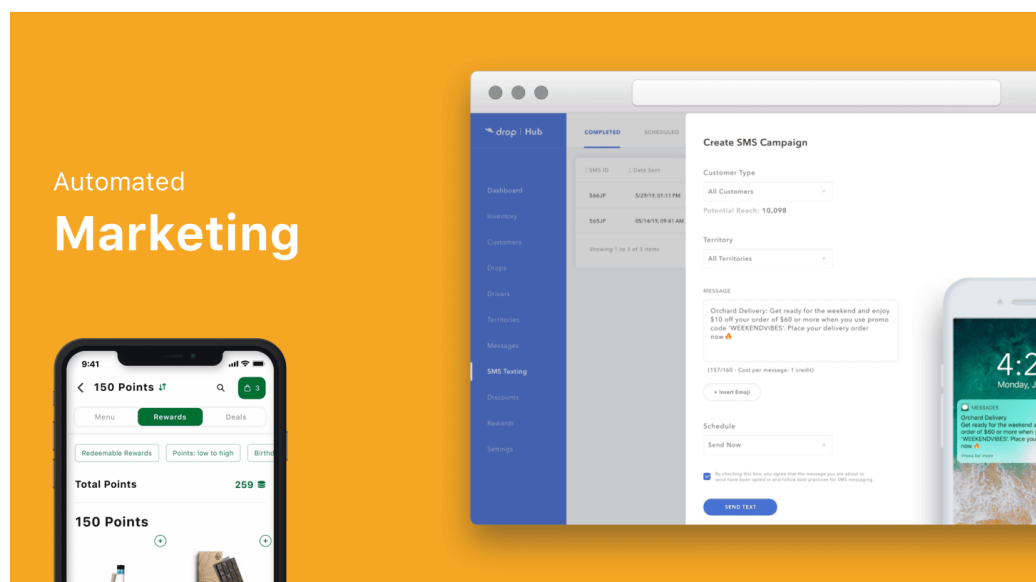 Automated
Marketing
9:41
150 Points
3
Menu
Rewards
Deals
Redeemable Rewards
Points: low to high
Birthd
Total Points
259
150 Points
drop | Hub
Dashboard
Inventory
Customers
Drops
Drivers
Territories
Messages
SMS Texting
Discounts
Rewards
Settings
COMPLETED
SCHEDULED
SMS ID
Date Sent
566JF
5/29/19, 01:11 PM
565JF
05/14/19, 09:41 AM
Showing 1 to 3 of 3 items
Create SMS Campaign
Customer Type
All Customers
Potential Reach: 10,098
Territory
All Territories
MESSAGE
Orchard Delivery: Get ready for the weekend and enjoy
$10 off your order of $60 or more when you use promo
code 'WEEKENDVIBES'. Place your delivery order
now 🔥
(157/160 - Cost per message: 1 credit)
+ Insert Emoji
Schedule
Send Now
By checking this box, you agree that the message you are about to
send have been opted in and follow best practices for SMS messaging.
SEND TEXT
4:2
Monday, J
MESSAGES
Orchard Delivery
Get ready for the weekend a
order of $60 or more when
'WEEKENDVIBES'. Place you
now 🔥
Press for more